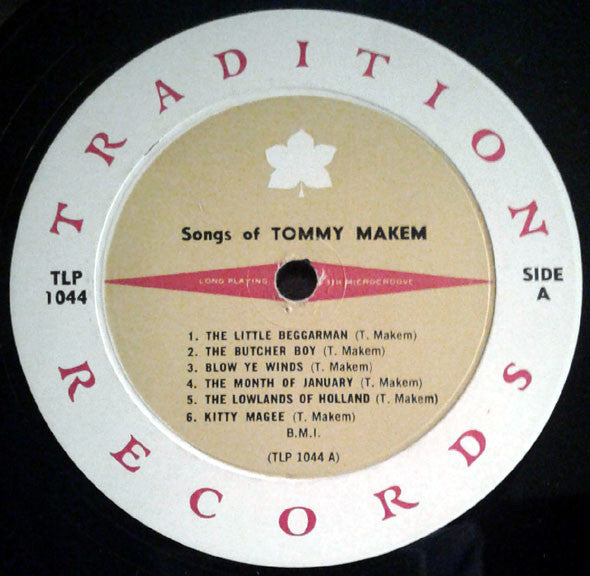 TRADITION
RECORDS
Songs of TOMMY MAKEM
TLP
1044
LONG PLAYING MICROGROOVE
SIDE
A
1. THE LITTLE BEGGARMAN (T. Makem)
2. THE BUTCHER BOY (T. Makem)
3. BLOW YE WINDS (T. Makem)
4. THE MONTH OF JANUARY (T. Makem)
5. THE LOWLANDS OF HOLLAND (T. Makem)
6. KITTY MAGEE (T. Makem)
B.M.I.
(TLP 1044 A)